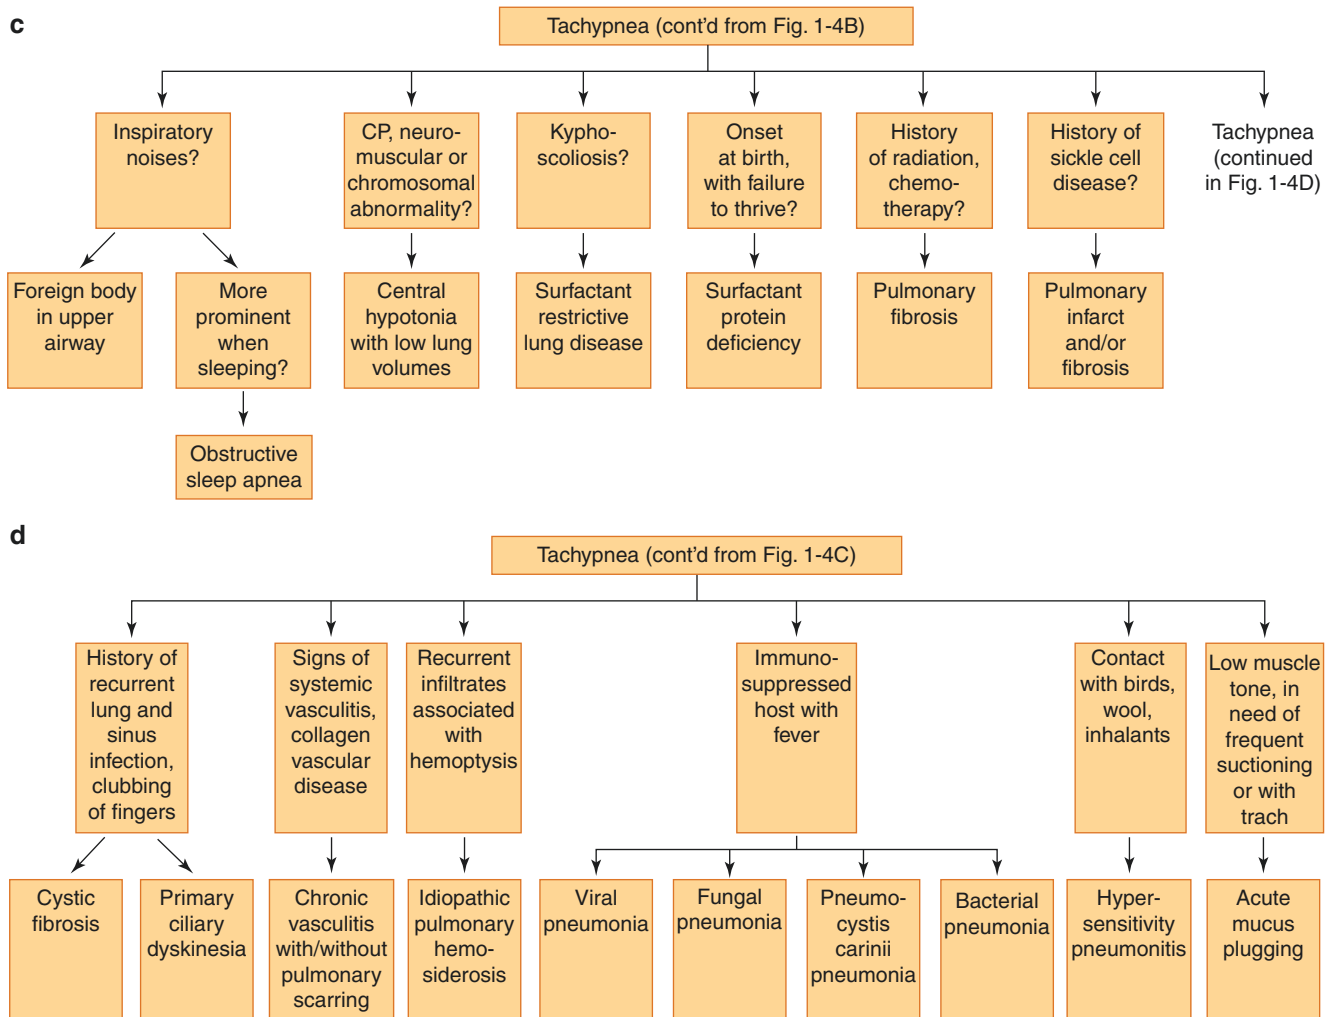 c
Tachypnea (cont'd from Fig. 1-4B)
Inspiratory
noises?
CP, neuro-
muscular or
chromosomal
abnormality?
Kypho-
scoliosis?
Onset
at birth,
with failure
to thrive?
History
of radiation,
chemo-
therapy?
History of
sickle cell
disease?
Tachypnea
(continued
in Fig. 1-4D)
Foreign body
in upper
airway
More
prominent
when
sleeping?
Central
hypotonia
with low lung
volumes
Surfactant
restrictive
lung disease
Surfactant
protein
deficiency
Pulmonary
fibrosis
Pulmonary
infarct
and/or
fibrosis
Obstructive
sleep apnea
d
Tachypnea (cont'd from Fig. 1-4C)
History of
recurrent
lung and
sinus
infection,
clubbing
of fingers
Signs of
systemic
vasculitis,
collagen
vascular
disease
Recurrent
infiltrates
associated
with
hemoptysis
Immuno-
suppressed
host with
fever
Contact
with birds,
wool,
inhalants
Low muscle
tone, in
need of
frequent
suctioning
or with
trach
Cystic
fibrosis
Primary
ciliary
dyskinesia
Chronic
vasculitis
with/without
pulmonary
scarring
Idiopathic
pulmonary
hemo-
siderosis
Viral
pneumonia
Fungal
pneumonia
Pneumo-
cystis
carinii
pneumonia
Bacterial
pneumonia
Hyper-
sensitivity
pneumonitis
Acute
mucus
plugging